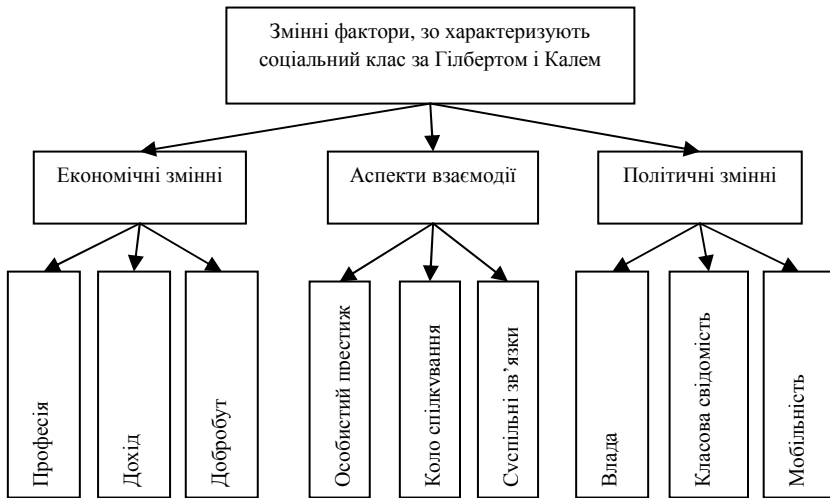 Змінні фактори, зо характеризують
соціальний клас за Гілбертом і Калем
Економічні змінні
Аспекти взаємодії
Політичні змінні
Професія
Дохід
Добробут
Особистий престиж
Коло спілкування
Суспільні зв’язки
Влада
Класова свідомість
Мобільність